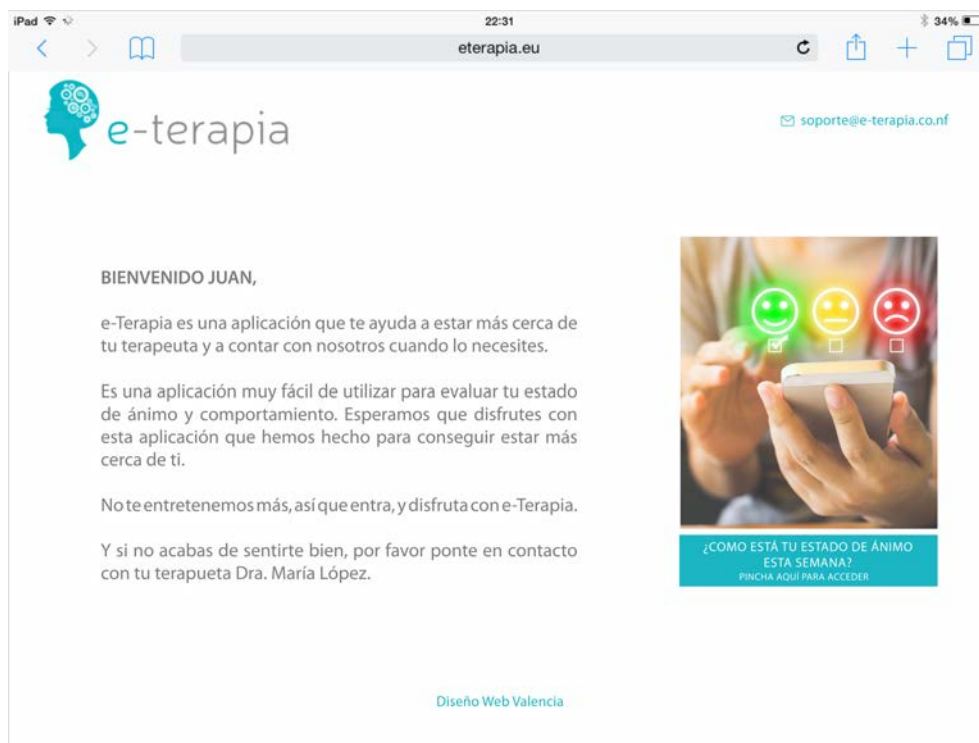 iPad 22:31 34%
eterapia.eu
e-terapia
soporte@e-terapia.co.nf
BIENVENIDO JUAN,
e-Terapia es una aplicación que te ayuda a estar más cerca de
tu terapeuta y a contar con nosotros cuando lo necesites.
Es una aplicación muy fácil de utilizar para evaluar tu estado
de ánimo y comportamiento. Esperamos que disfrutes con
esta aplicación que hemos hecho para conseguir estar más
cerca de ti.
No te entretenemos más, así que entra, y disfruta con e-Terapia.
Y si no acabas de sentirte bien, por favor ponte en contacto
con tu terapueta Dra. María López.
¿COMO ESTÁ TU ESTADO DE ÁNIMO
ESTA SEMANA?
PINCHA AQUÍ PARA ACCEDER
Diseño Web Valencia